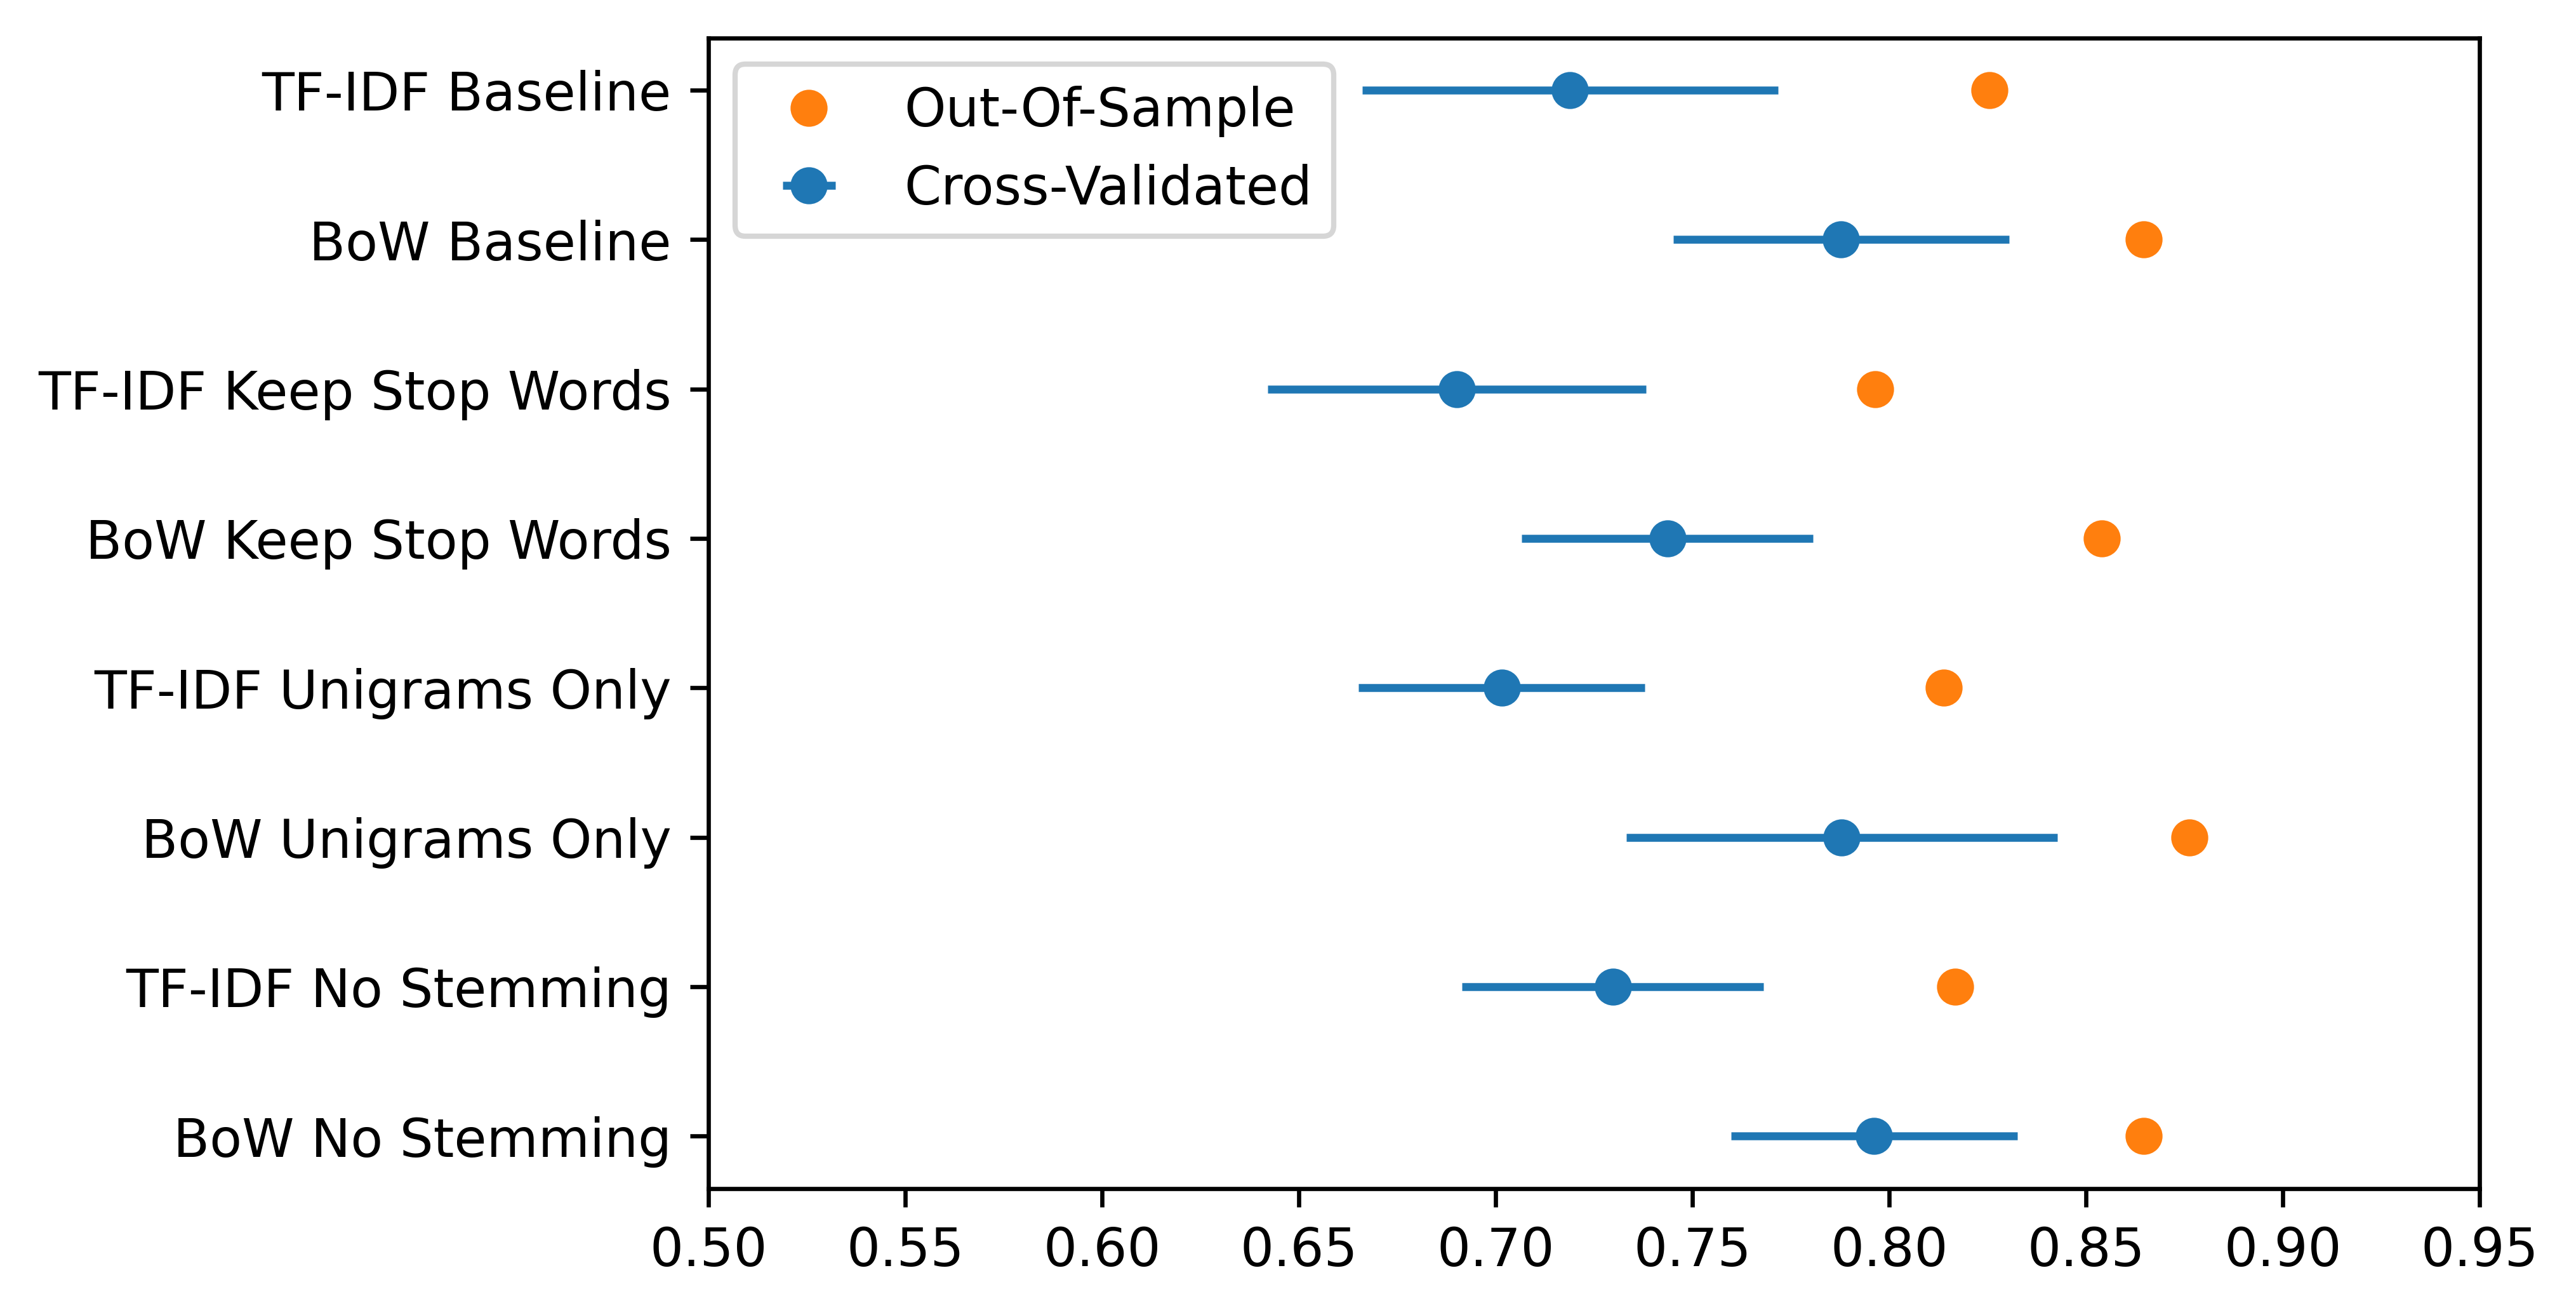 TF-IDF Baseline
BoW Baseline
TF-IDF Keep Stop Words
BoW Keep Stop Words
TF-IDF Unigrams Only
BoW Unigrams Only
TF-IDF No Stemming
BoW No Stemming
Out-Of-Sample
Cross-Validated
0.50 0.55 0.60 0.65 0.70 0.75 0.80 0.85 0.90 0.95